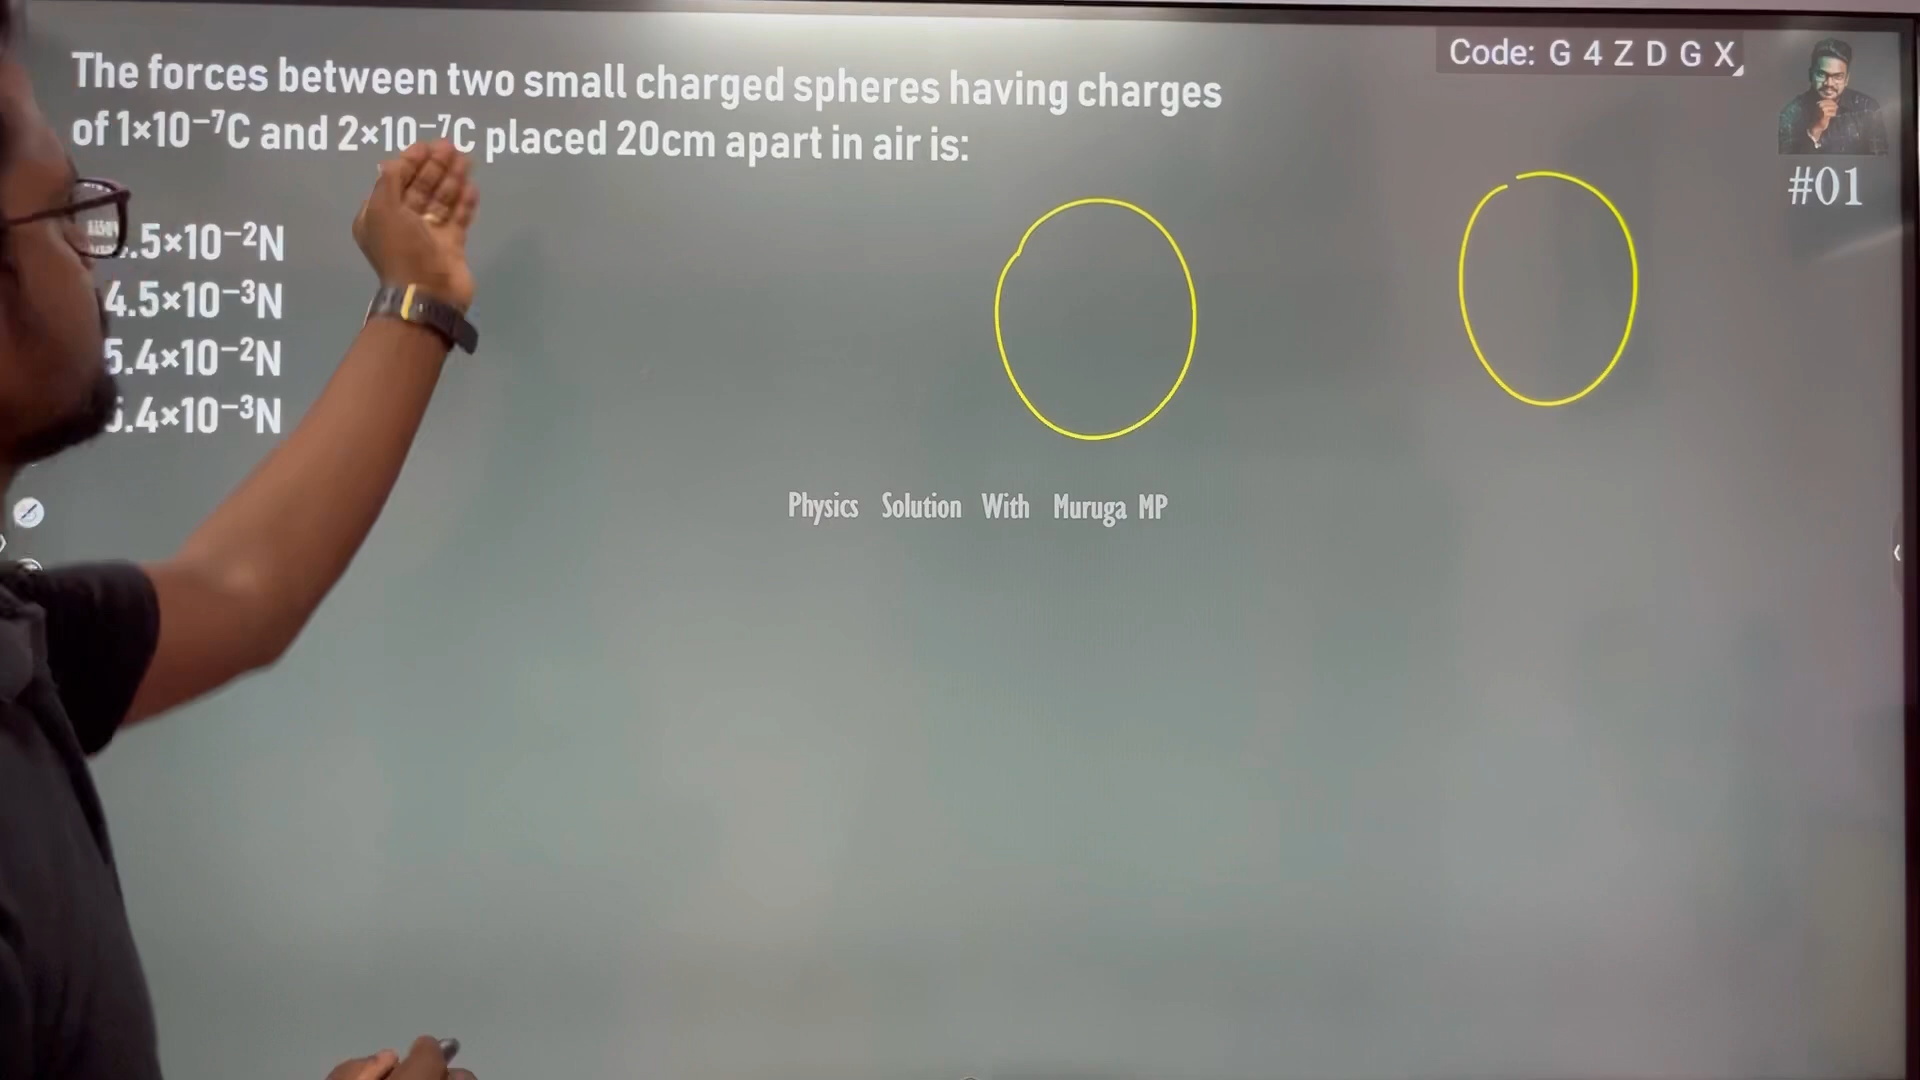 The forces between two small charged spheres having charges
of 1×10⁻⁷C and 2×10⁻⁷C placed 20cm apart in air is:
.5×10⁻²N
4.5×10⁻³N
5.4×10⁻²N
.4×10⁻³N
Code: G 4 Z D G X
#01
Physics Solution With Muruga MP